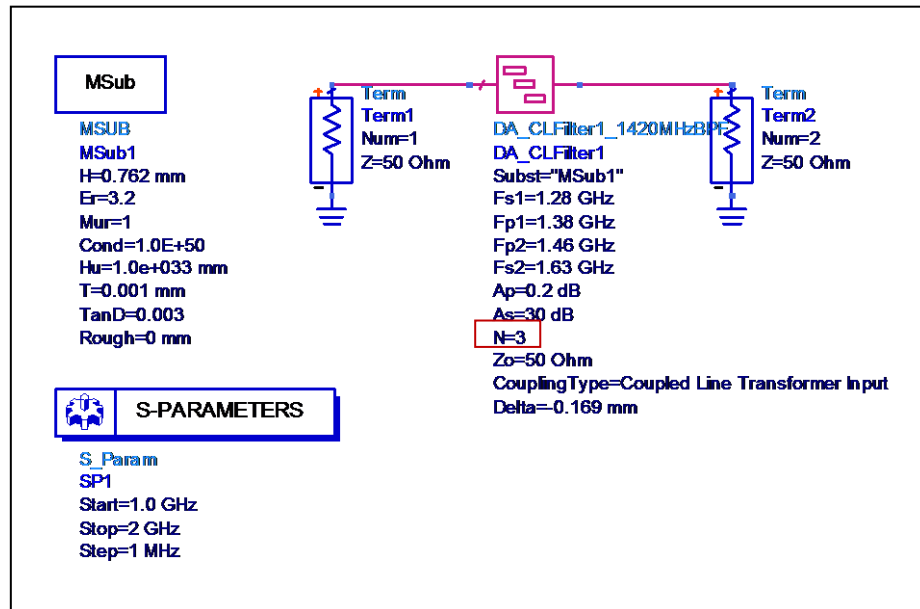 MSub
MSUB
MSub1
H=0.762 mm
Er=3.2
Mur=1
Cond=1.0E+50
Hu=1.0e+033 mm
T=0.001 mm
TanD=0.003
Rough=0 mm
+
Term
Term1
Num=1
Z=50 Ohm
-
DA_CLFilter1_1420MHzBPF
DA_CLFilter1
Subst="MSub1"
Fs1=1.28 GHz
Fp1=1.38 GHz
Fp2=1.46 GHz
Fs2=1.63 GHz
Ap=0.2 dB
As=30 dB
N=3
Zo=50 Ohm
CouplingType=Coupled Line Transformer Input
Delta=-0.169 mm
+
Term
Term2
Num=2
Z=50 Ohm
-
S-PARAMETERS
S_Param
SP1
Start=1.0 GHz
Stop=2 GHz
Step=1 MHz